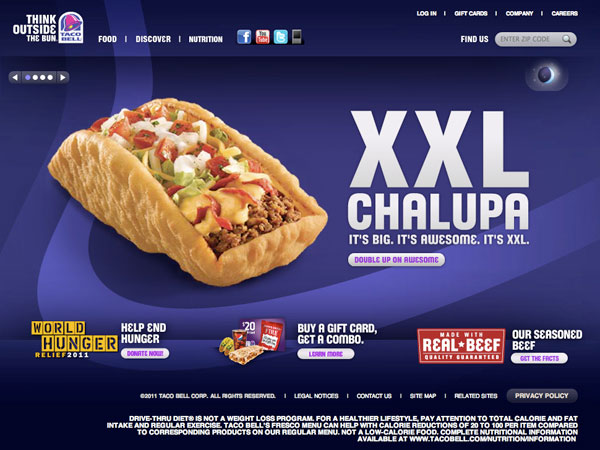 THINK
OUTSIDE
THE BUN.
TACO
BELL
FOOD | DISCOVER | NUTRITION
LOG IN | GIFT CARDS | COMPANY | CAREERS
FIND US
ENTER ZIP CODE
XXL
CHALUPA
IT'S BIG. IT'S AWESOME. IT'S XXL.
DOUBLE UP ON AWESOME
WORLD
HUNGER
RELIEF2011
HELP END
HUNGER
DONATE NOW!
$20
BUY A GIFT CARD,
GET A COMBO.
LEARN MORE
MADE WITH
REAL★BEEF
QUALITY GUARANTEED
OUR SEASONED
BEEF
GET THE FACTS
©2011 TACO BELL CORP. ALL RIGHTS RESERVED. | LEGAL NOTICES | CONTACT US | SITE MAP | RELATED SITES
PRIVACY POLICY
DRIVE-THRU DIET® IS NOT A WEIGHT LOSS PROGRAM. FOR A HEALTHIER LIFESTYLE, PAY ATTENTION TO TOTAL CALORIE AND FAT
INTAKE AND REGULAR EXERCISE. TACO BELL'S FRESCO MENU CAN HELP WITH CALORIE REDUCTIONS OF 20 TO 100 PER ITEM COMPARED
TO CORRESPONDING PRODUCTS ON OUR REGULAR MENU. NOT A LOW-CALORIE FOOD. COMPLETE NUTRITIONAL INFORMATION
AVAILABLE AT WWW.TACOBELL.COM/NUTRITION/INFORMATION